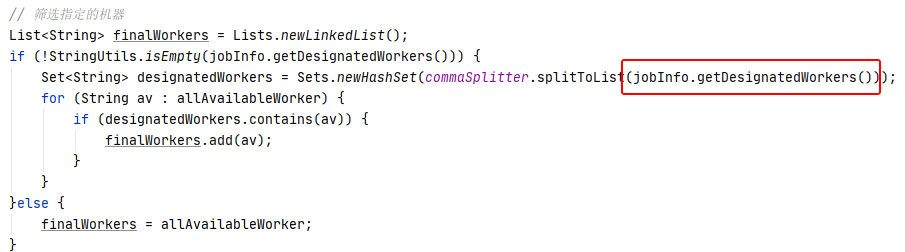 // 筛选指定的机器
List<String> finalWorkers = Lists.newLinkedList();
if (!StringUtils.isEmpty(jobInfo.getDesignatedWorkers())) {
Set<String> designatedWorkers = Sets.newHashSet(commaSplitter.splitToList(jobInfo.getDesignatedWorkers()));
for (String av : allAvailableWorker) {
if (designatedWorkers.contains(av)) {
finalWorkers.add(av);
}
}
}else {
finalWorkers = allAvailableWorker;
}